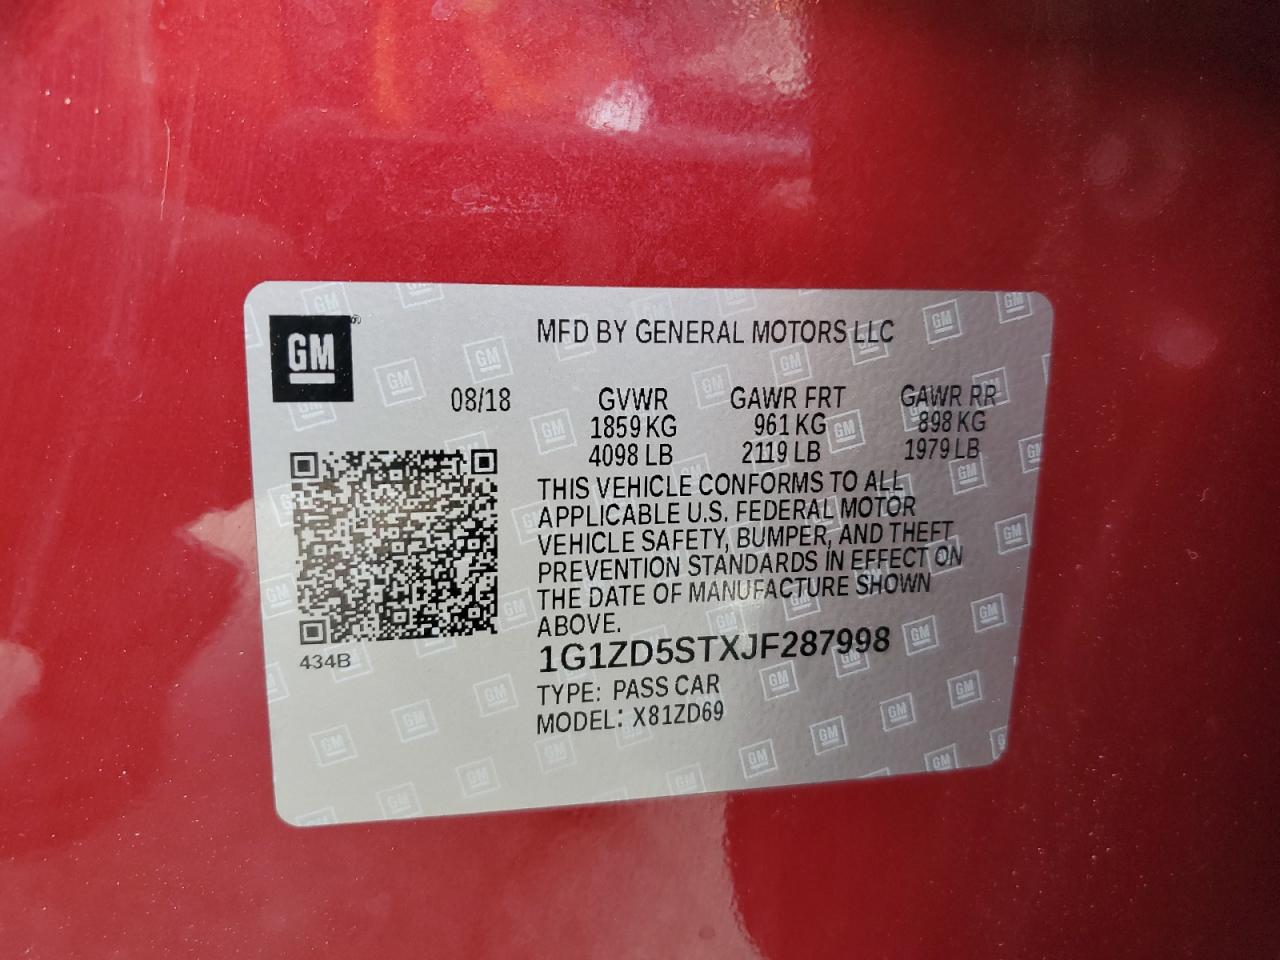 GM®
MFD BY GENERAL MOTORS LLC
08/18 GVWR GAWR FRT GAWR RR
1859 KG 961 KG 898 KG
4098 LB 2119 LB 1979 LB
THIS VEHICLE CONFORMS TO ALL
APPLICABLE U.S. FEDERAL MOTOR
VEHICLE SAFETY, BUMPER, AND THEFT
PREVENTION STANDARDS IN EFFECT ON
THE DATE OF MANUFACTURE SHOWN
ABOVE.
434B
1G1ZD5STXJF287998
TYPE: PASS CAR
MODEL: X81ZD69